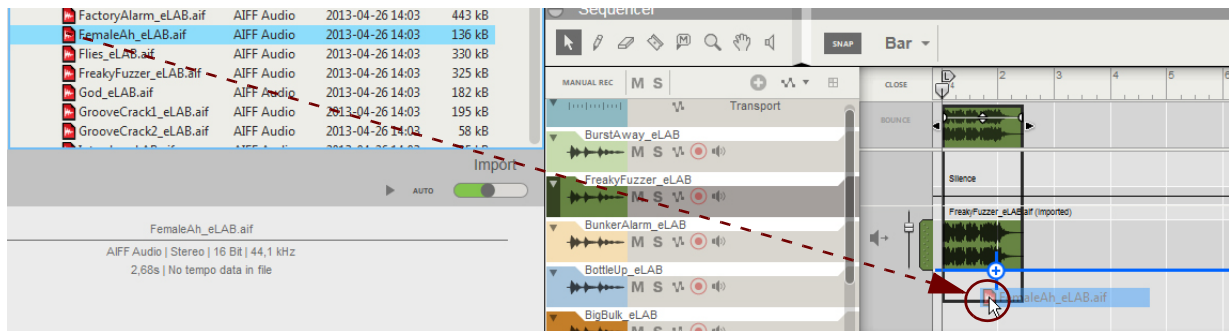 FactoryAlarm_eLAB.aif AIFF Audio 2013-04-26 14:03 443 kB
FemaleAh_eLAB.aif AIFF Audio 2013-04-26 14:03 136 kB
Flies_eLAB.aif AIFF Audio 2013-04-26 14:03 330 kB
FreakyFuzzer_eLAB.aif AIFF Audio 2013-04-26 14:03 325 kB
God_eLAB.aif AIFF Audio 2013-04-26 14:03 182 kB
GrooveCrack1_eLAB.aif AIFF Audio 2013-04-26 14:03 195 kB
GrooveCrack2_eLAB.aif AIFF Audio 2013-04-26 14:03 58 kB
Import
AUTO
FemaleAh_eLAB.aif
AIFF Audio | Stereo | 16 Bit | 44,1 kHz
2,68s | No tempo data in file
Sequencer
M
SNAP Bar
MANUAL REC M S
CLOSE L 2 3 4 5 6
4
Transport
BOUNCE
BurstAway_eLAB
M S
FreakyFuzzer_eLAB
M S
BunkerAlarm_eLAB
M S
BottleUp_eLAB
M S
BigBulk_eLAB
M S
Silence
FreakyFuzzer_eLAB.aif (Imported)
FemaleAh_eLAB.aif